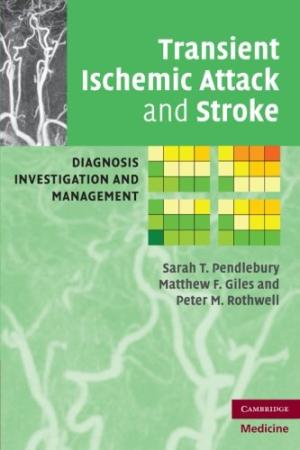 Transient
Ischemic Attack
and Stroke
DIAGNOSIS
INVESTIGATION AND
MANAGEMENT
Sarah T. Pendlebury
Matthew F. Giles and
Peter M. Rothwell
CAMBRIDGE
Medicine